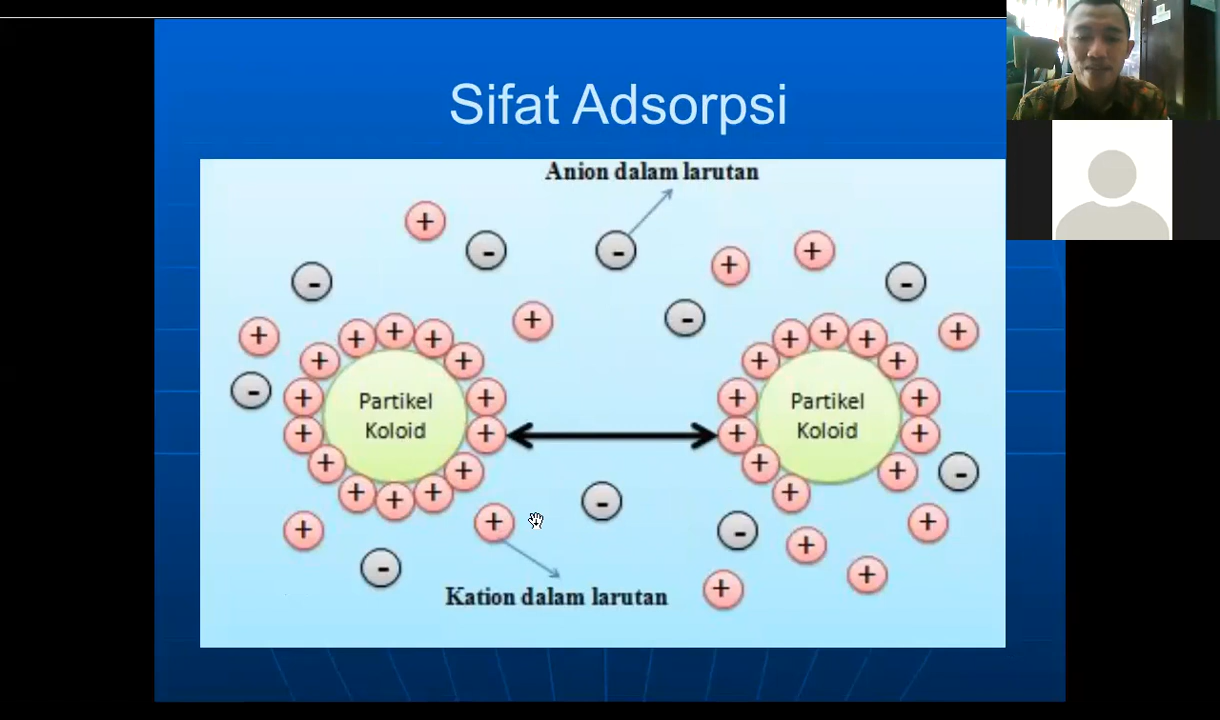 Sifat Adsorpsi
Anion dalam larutan
Partikel
Koloid
Partikel
Koloid
Kation dalam larutan